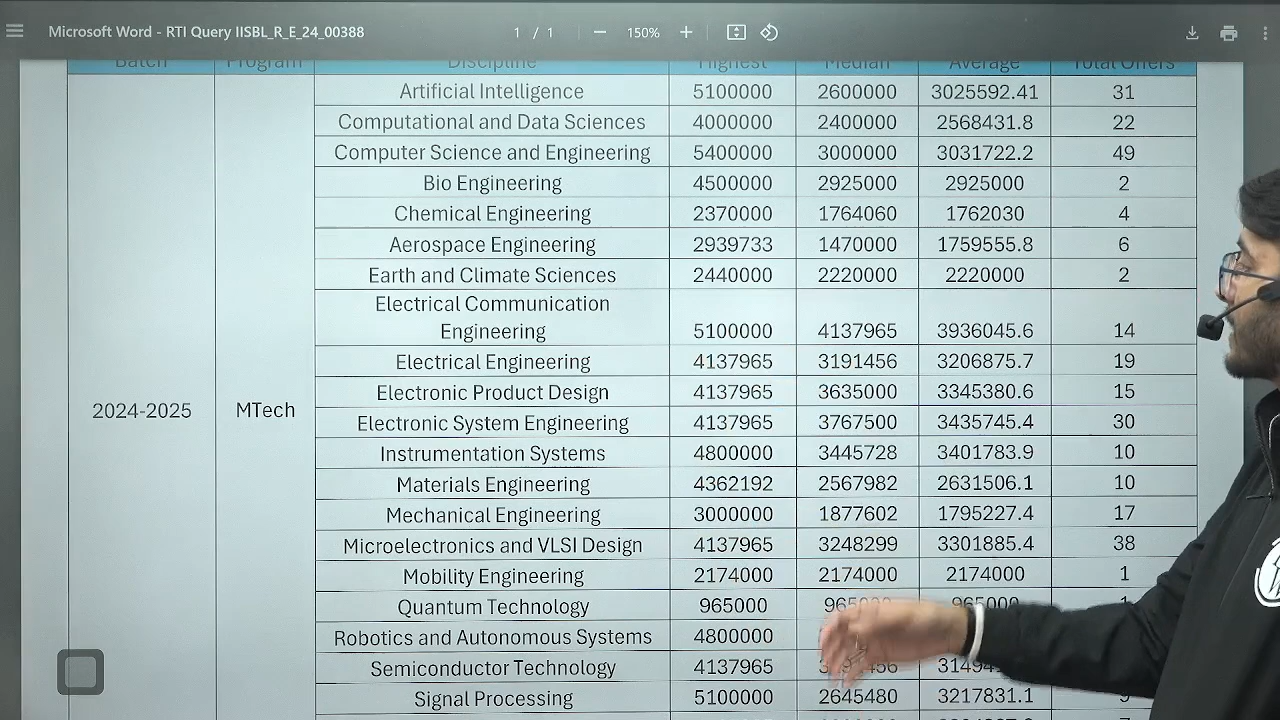 Microsoft Word - RTI Query IISBL_R_E_24_00388
1 / 1
150%
Batch Program Discipline Highest Median Average Total Offers
Artificial Intelligence 5100000 2600000 3025592.41 31
Computational and Data Sciences 4000000 2400000 2568431.8 22
Computer Science and Engineering 5400000 3000000 3031722.2 49
Bio Engineering 4500000 2925000 2925000 2
Chemical Engineering 2370000 1764060 1762030 4
Aerospace Engineering 2939733 1470000 1759555.8 6
Earth and Climate Sciences 2440000 2220000 2220000 2
Electrical Communication
Engineering 5100000 4137965 3936045.6 14
Electrical Engineering 4137965 3191456 3206875.7 19
Electronic Product Design 4137965 3635000 3345380.6 15
2024-2025 MTech
Electronic System Engineering 4137965 3767500 3435745.4 30
Instrumentation Systems 4800000 3445728 3401783.9 10
Materials Engineering 4362192 2567982 2631506.1 10
Mechanical Engineering 3000000 1877602 1795227.4 17
Microelectronics and VLSI Design 4137965 3248299 3301885.4 38
Mobility Engineering 2174000 2174000 2174000 1
Quantum Technology 965000 965000 965000
Robotics and Autonomous Systems 4800000
Semiconductor Technology 4137965
Signal Processing 5100000 2645480 3217831.1